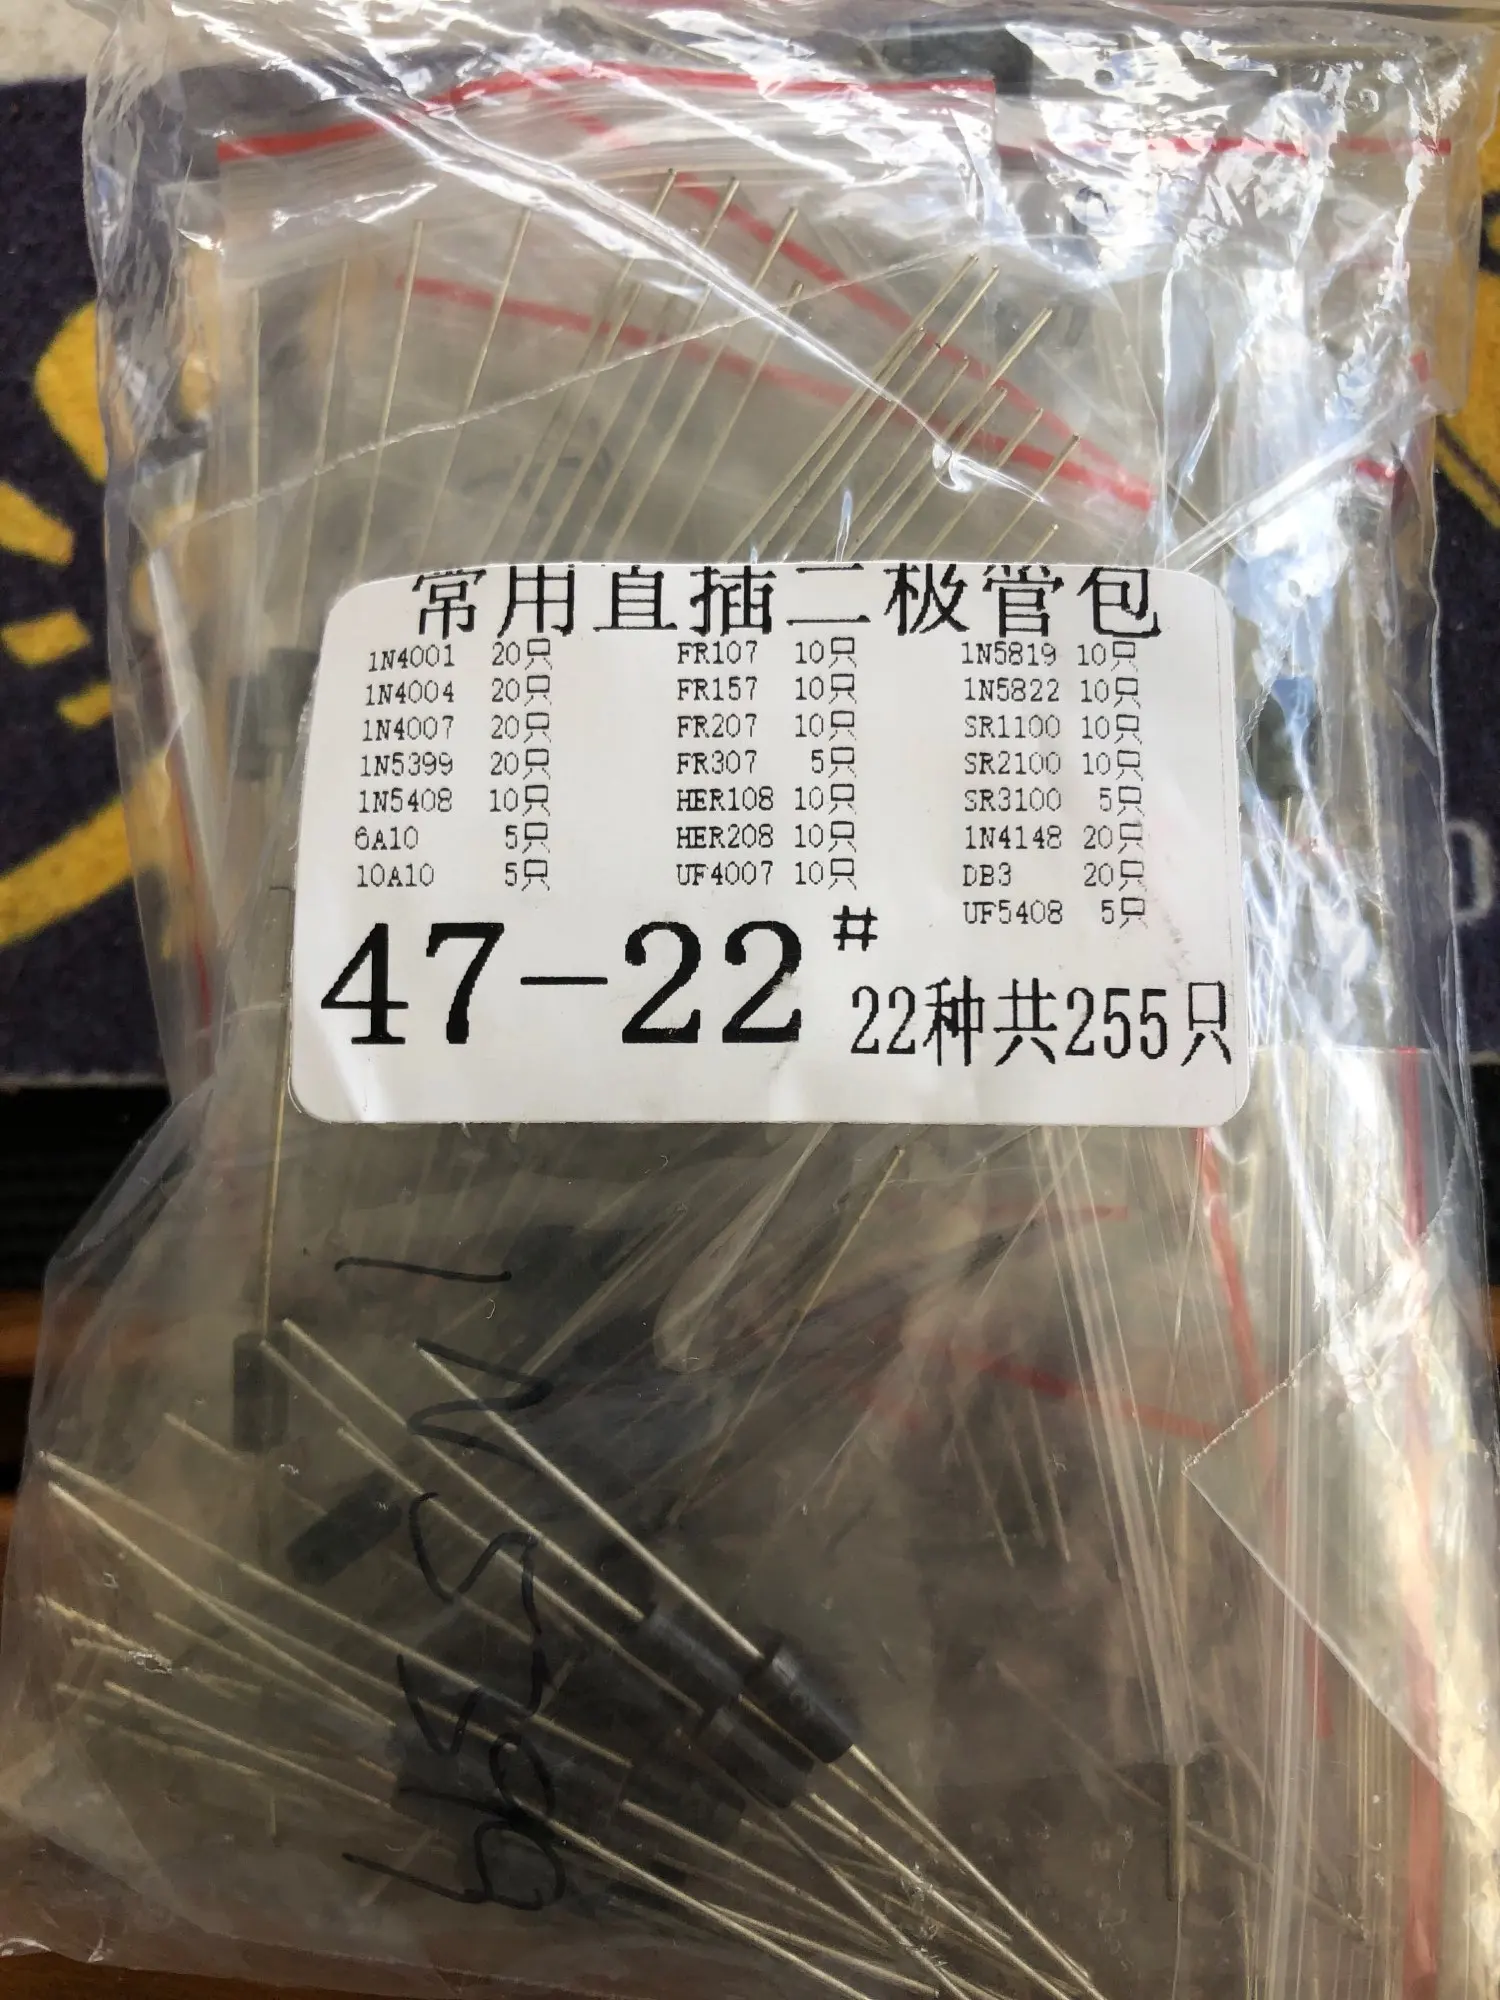 常用直插二极管包
1N4001 20只 FR107 10只 1N5819 10只
1N4004 20只 FR157 10只 1N5822 10只
1N4007 20只 FR207 10只 SR1100 10只
1N5399 20只 FR307 5只 SR2100 10只
1N5408 10只 HER108 10只 SR3100 5只
6A10 5只 HER208 10只 1N4148 20只
10A10 5只 UF4007 10只 DB3 20只
UF5408 5只
47-22# 22种共255只
1N5399